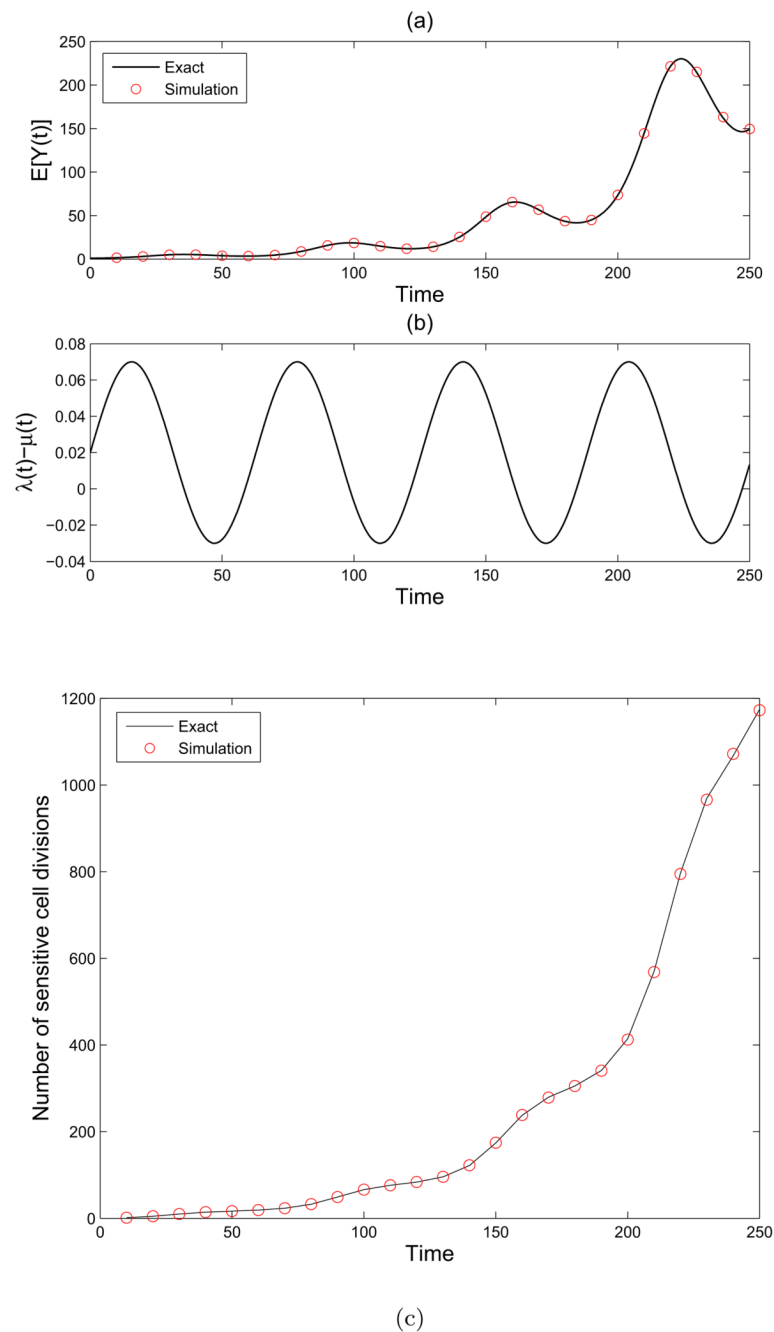 (a)
250
200
150
100
50
0
Exact
Simulation
E[Y(t)]
0 50 100 150 200 250
Time
(b)
0.08
0.06
0.04
0.02
0
−0.02
−0.04
λ(t)−μ(t)
0 50 100 150 200 250
Time
1200
1000
800
600
400
200
0
Exact
Simulation
Number of sensitive cell divisions
0 50 100 150 200 250
Time
(c)